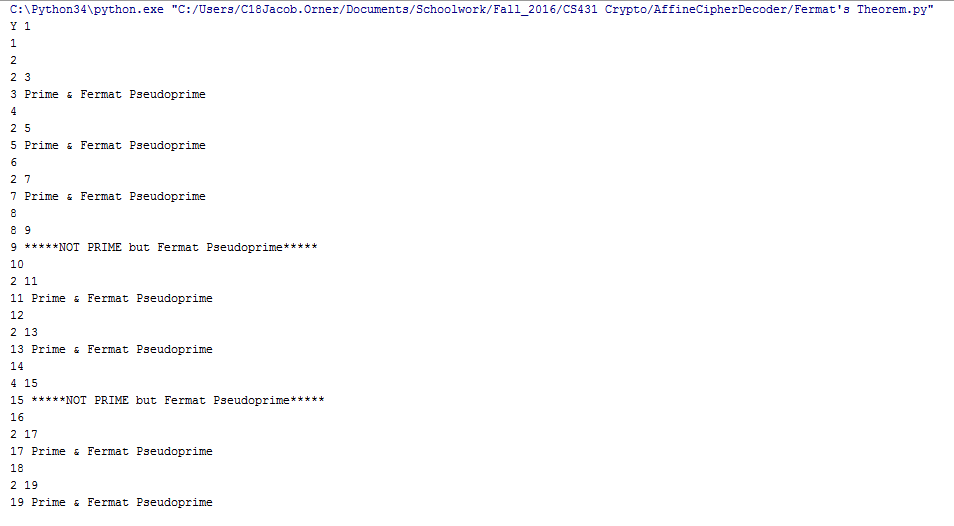 C:\Python34\python.exe "C:/Users/C18Jacob.Orner/Documents/Schoolwork/Fall_2016/CS431 Crypto/AffineCipherDecoder/Fermat's Theorem.py"
Y 1
1
2
2 3
3 Prime & Fermat Pseudoprime
4
2 5
5 Prime & Fermat Pseudoprime
6
2 7
7 Prime & Fermat Pseudoprime
8
8 9
9 *****NOT PRIME but Fermat Pseudoprime*****
10
2 11
11 Prime & Fermat Pseudoprime
12
2 13
13 Prime & Fermat Pseudoprime
14
4 15
15 *****NOT PRIME but Fermat Pseudoprime*****
16
2 17
17 Prime & Fermat Pseudoprime
18
2 19
19 Prime & Fermat Pseudoprime